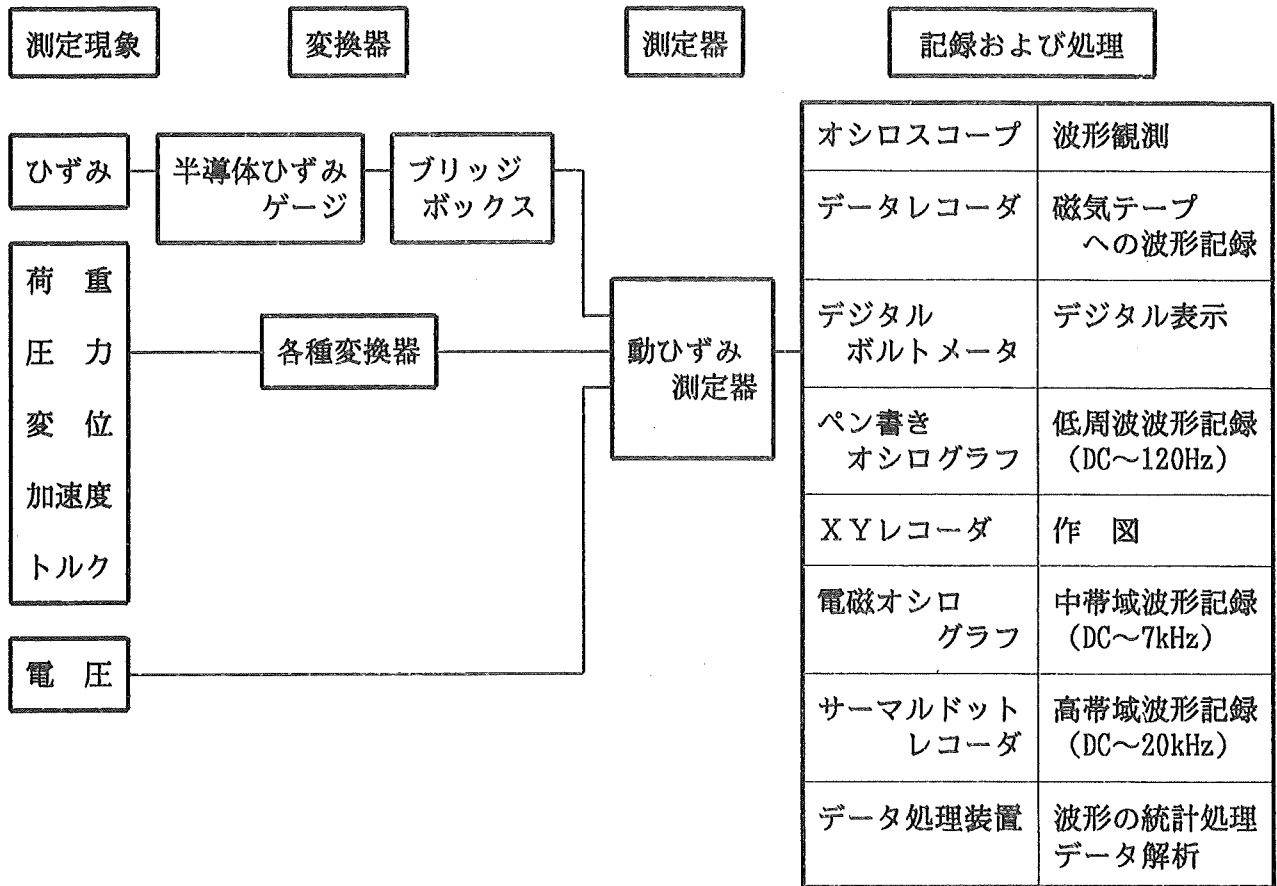 測定現象
変換器
測定器
記録および処理
ひずみ
半導体ひずみ
ゲージ
ブリッジ
ボックス
荷 重
圧 力
変 位
加速度
トルク
各種変換器
動ひずみ
測定器
電 圧
オシロスコープ
波形観測
データレコーダ
磁気テープ
への波形記録
デジタル
ボルトメータ
デジタル表示
ペン書き
オシログラフ
低周波波形記録
(DC～120Hz)
XYレコーダ
作 図
電磁オシロ
グラフ
中帯域波形記録
(DC～7kHz)
サーマルドット
レコーダ
高帯域波形記録
(DC～20kHz)
データ処理装置
波形の統計処理
データ解析